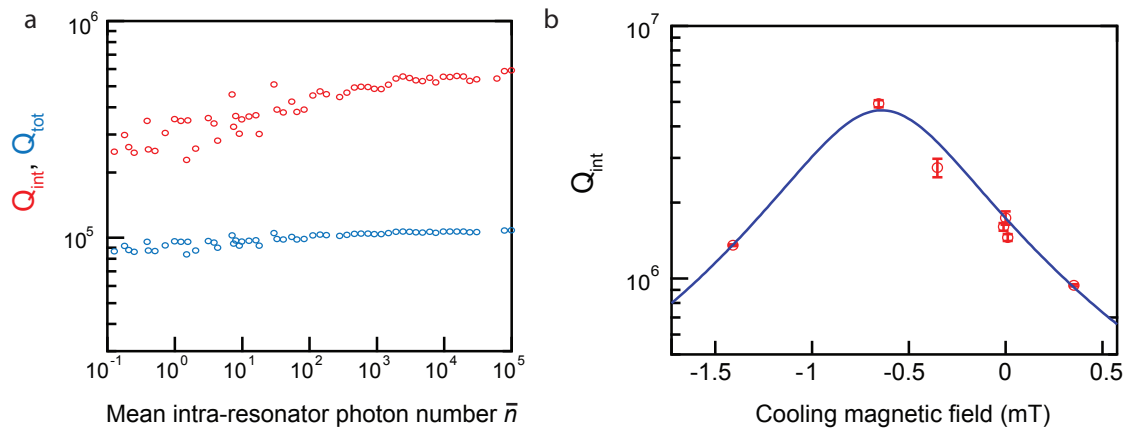 a
10^6
10^5
Q_int, Q_tot
10^-1
10^0
10^1
10^2
10^3
10^4
10^5
Mean intra-resonator photon number n̄
b
10^7
10^6
Q_int
-1.5
-1
-0.5
0
0.5
Cooling magnetic field (mT)